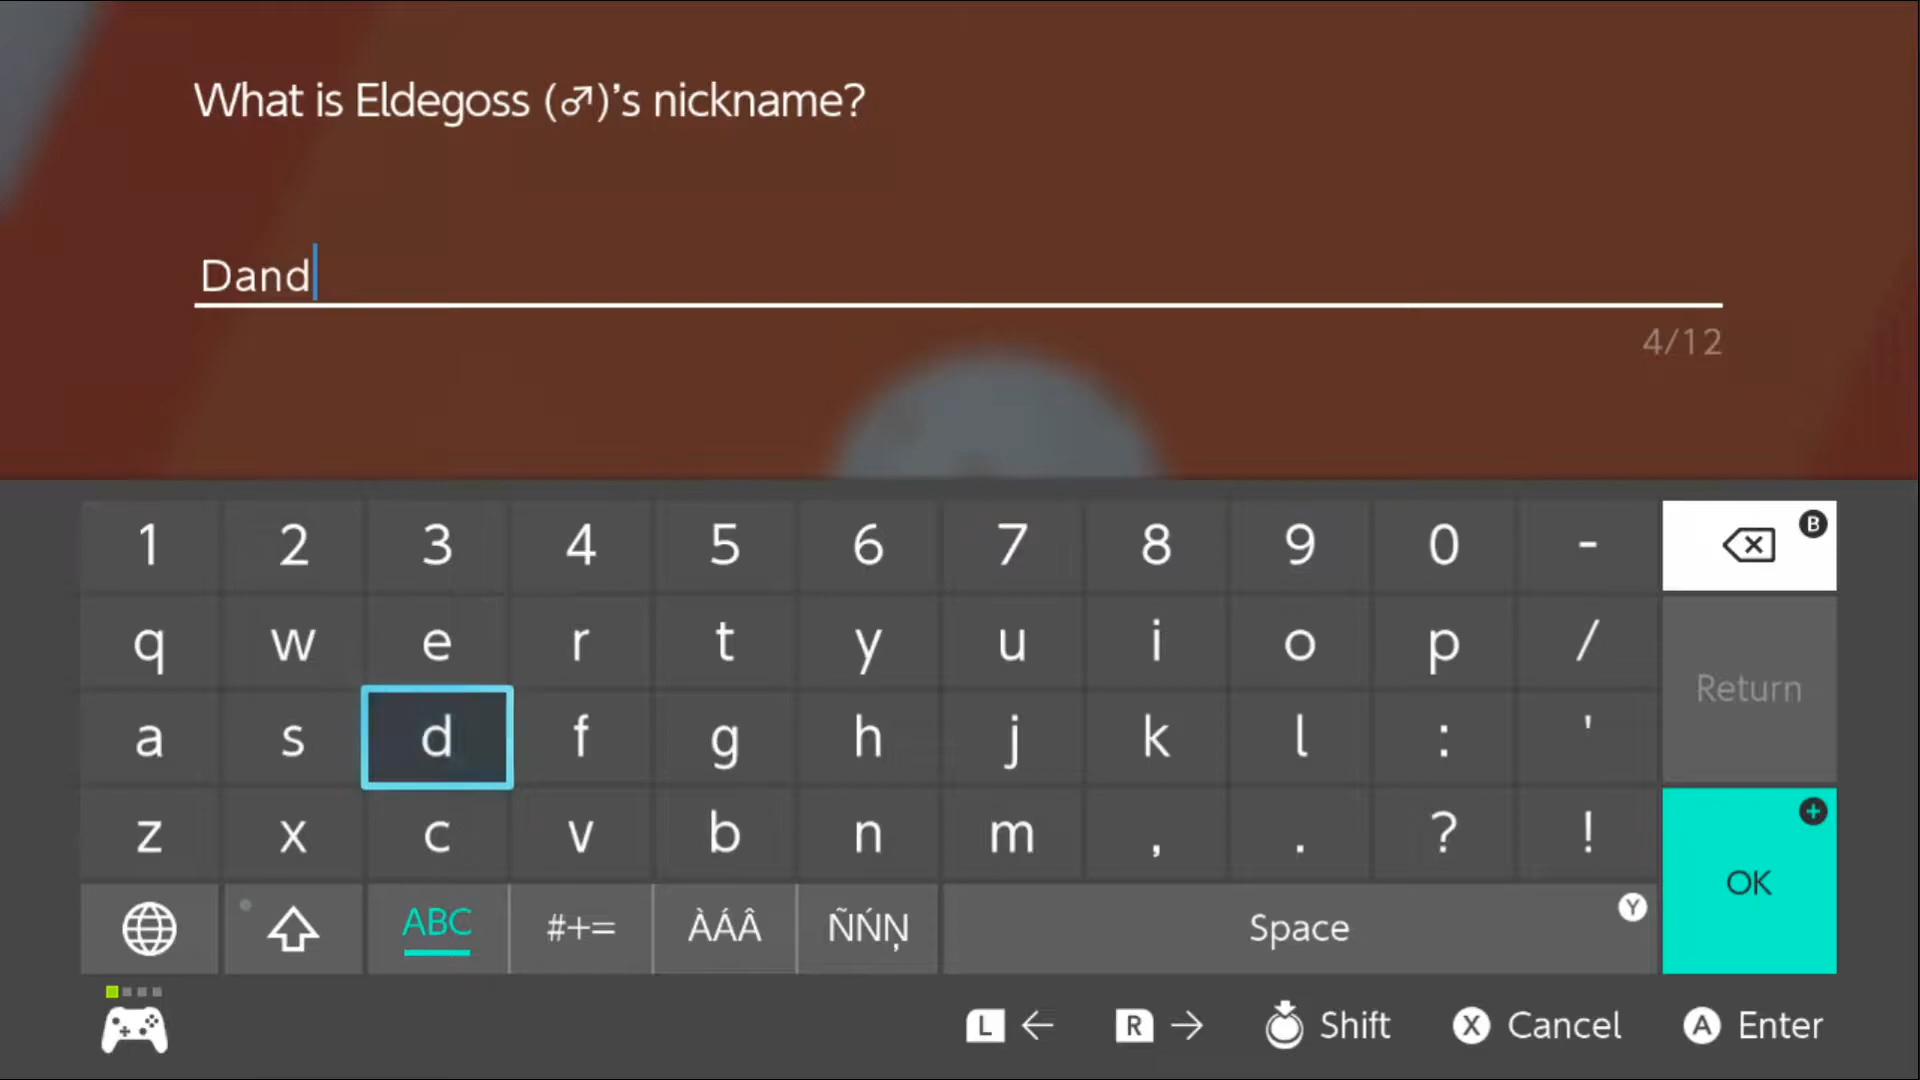 What is Eldegoss (♂)'s nickname?
Dand
4/12
1 2 3 4 5 6 7 8 9 0 - B
q w e r t y u i o p / Return
a s d f g h j k l : '
z x c v b n m , . ? ! + OK
ABC #+= ÀÁÂ ÑŃŅ Space Y
L ← R → Shift X Cancel A Enter